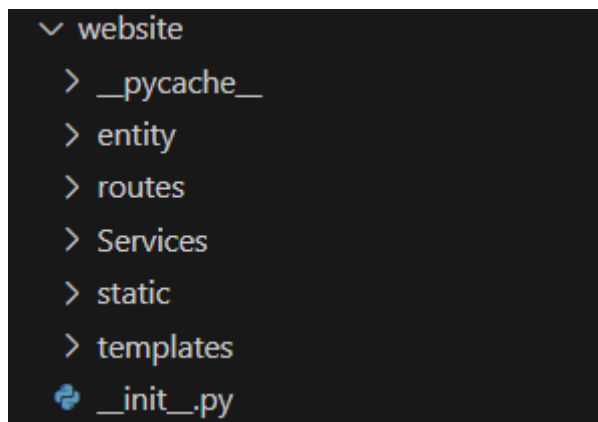 website
__pycache__
entity
routes
Services
static
templates
__init__.py